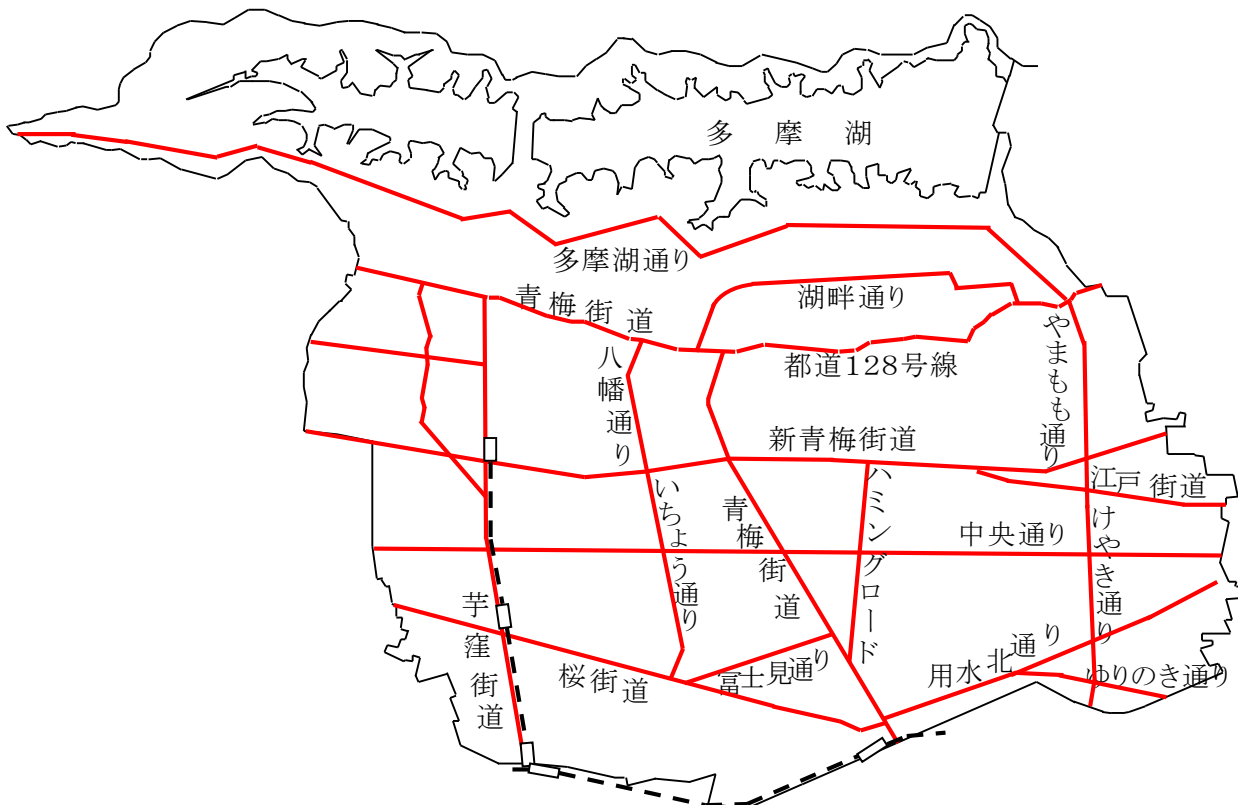 多摩湖
多摩湖通り
青梅街道
湖畔通り
やまもも通り
八幡通り
都道128号線
新青梅街道
江戸街道
ハミングロード
いちょう通り
青梅街道
中央通り
けやき通り
芋窪街道
桜街道
富士見通り
用水北通り
ゆりのき通り